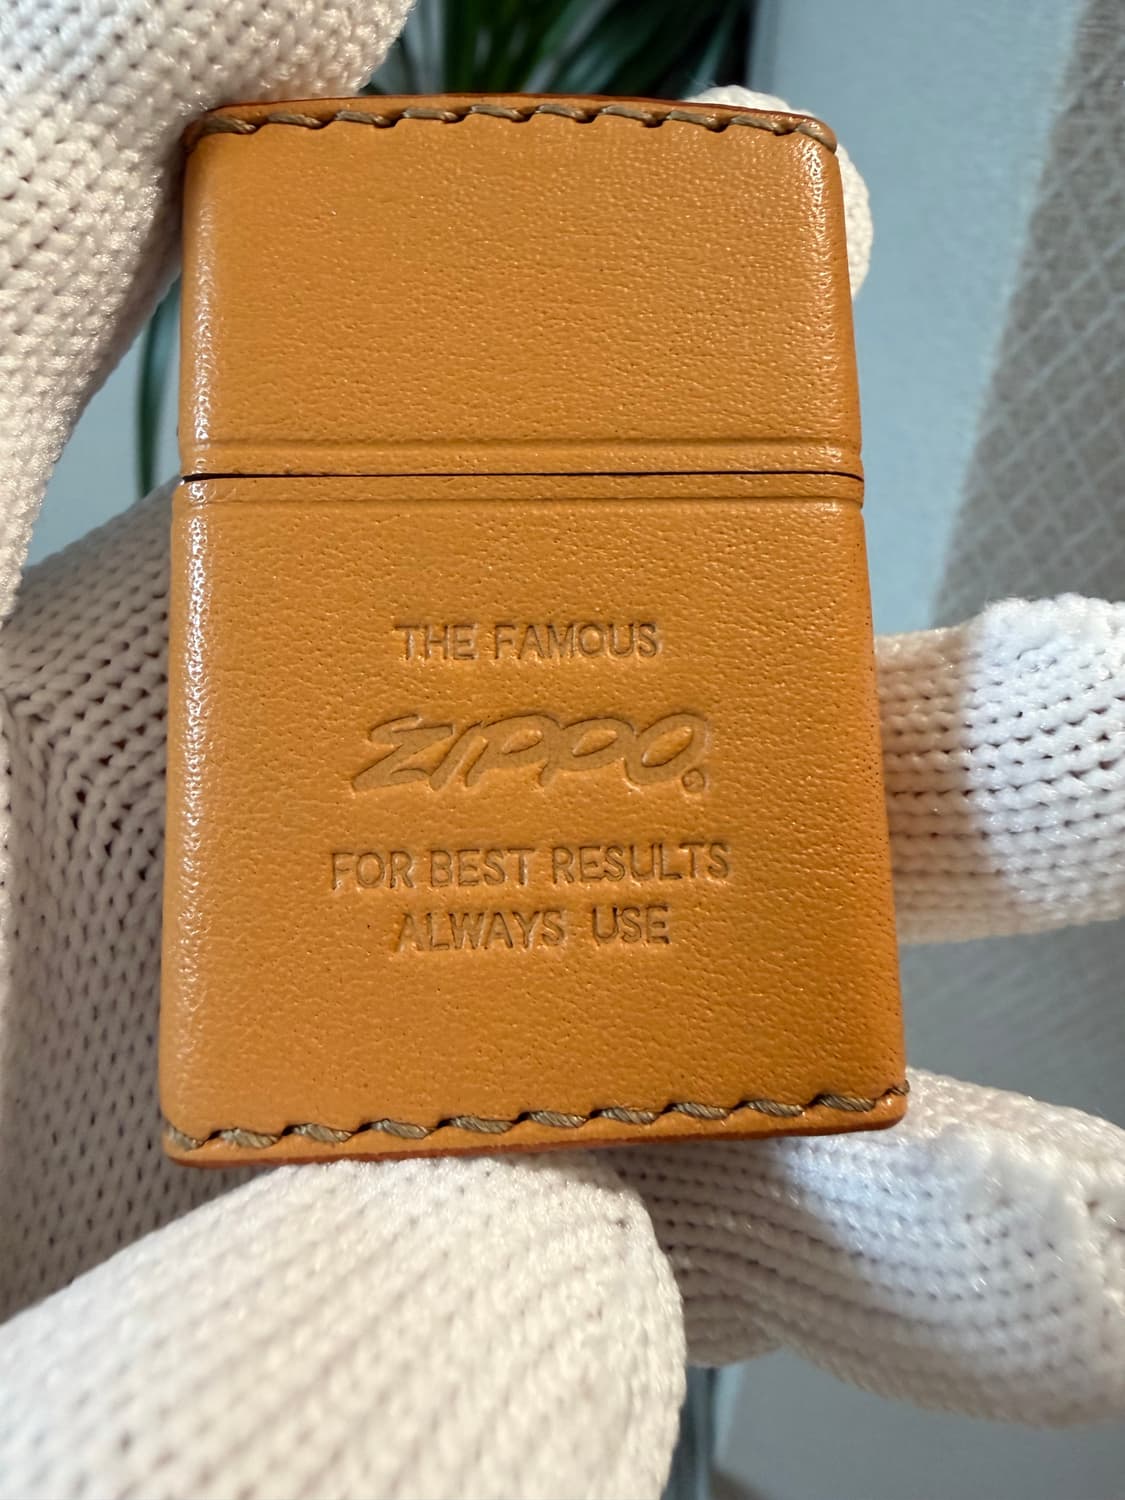 THE FAMOUS
ZIPPO®
FOR BEST RESULTS
ALWAYS USE